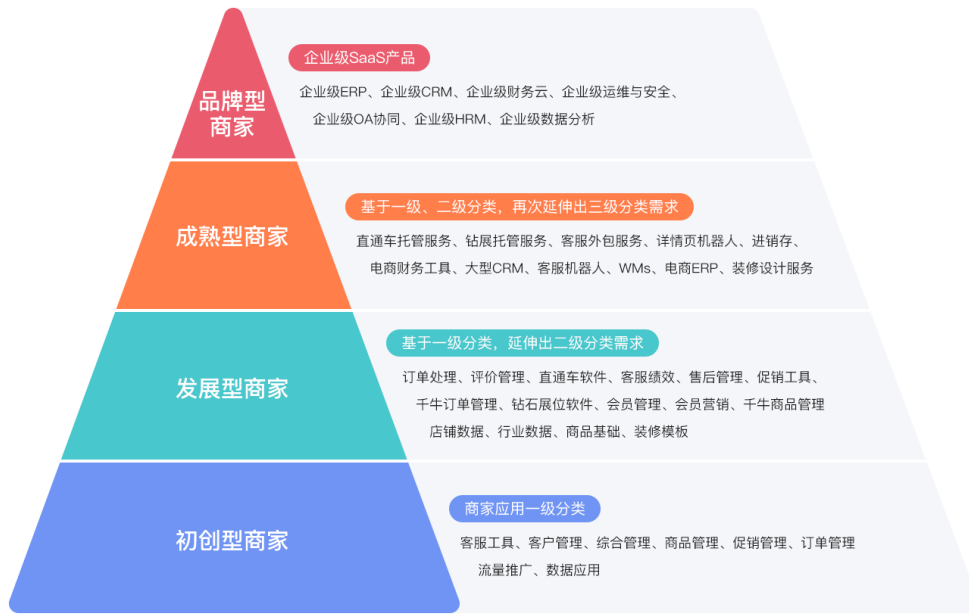 品牌型
商家
企业级SaaS产品
企业级ERP、企业级CRM、企业级财务云、企业级运维与安全、
企业级OA协同、企业级HRM、企业级数据分析
成熟型商家
基于一级、二级分类，再次延伸出三级分类需求
直通车托管服务、钻展托管服务、客服外包服务、详情页机器人、进销存、
电商财务工具、大型CRM、客服机器人、WMs、电商ERP、装修设计服务
发展型商家
基于一级分类，延伸出二级分类需求
订单处理、评价管理、直通车软件、客服绩效、售后管理、促销工具、
千牛订单管理、钻石展位软件、会员管理、会员营销、千牛商品管理
店铺数据、行业数据、商品基础、装修模板
初创型商家
商家应用一级分类
客服工具、客户管理、综合管理、商品管理、促销管理、订单管理
流量推广、数据应用